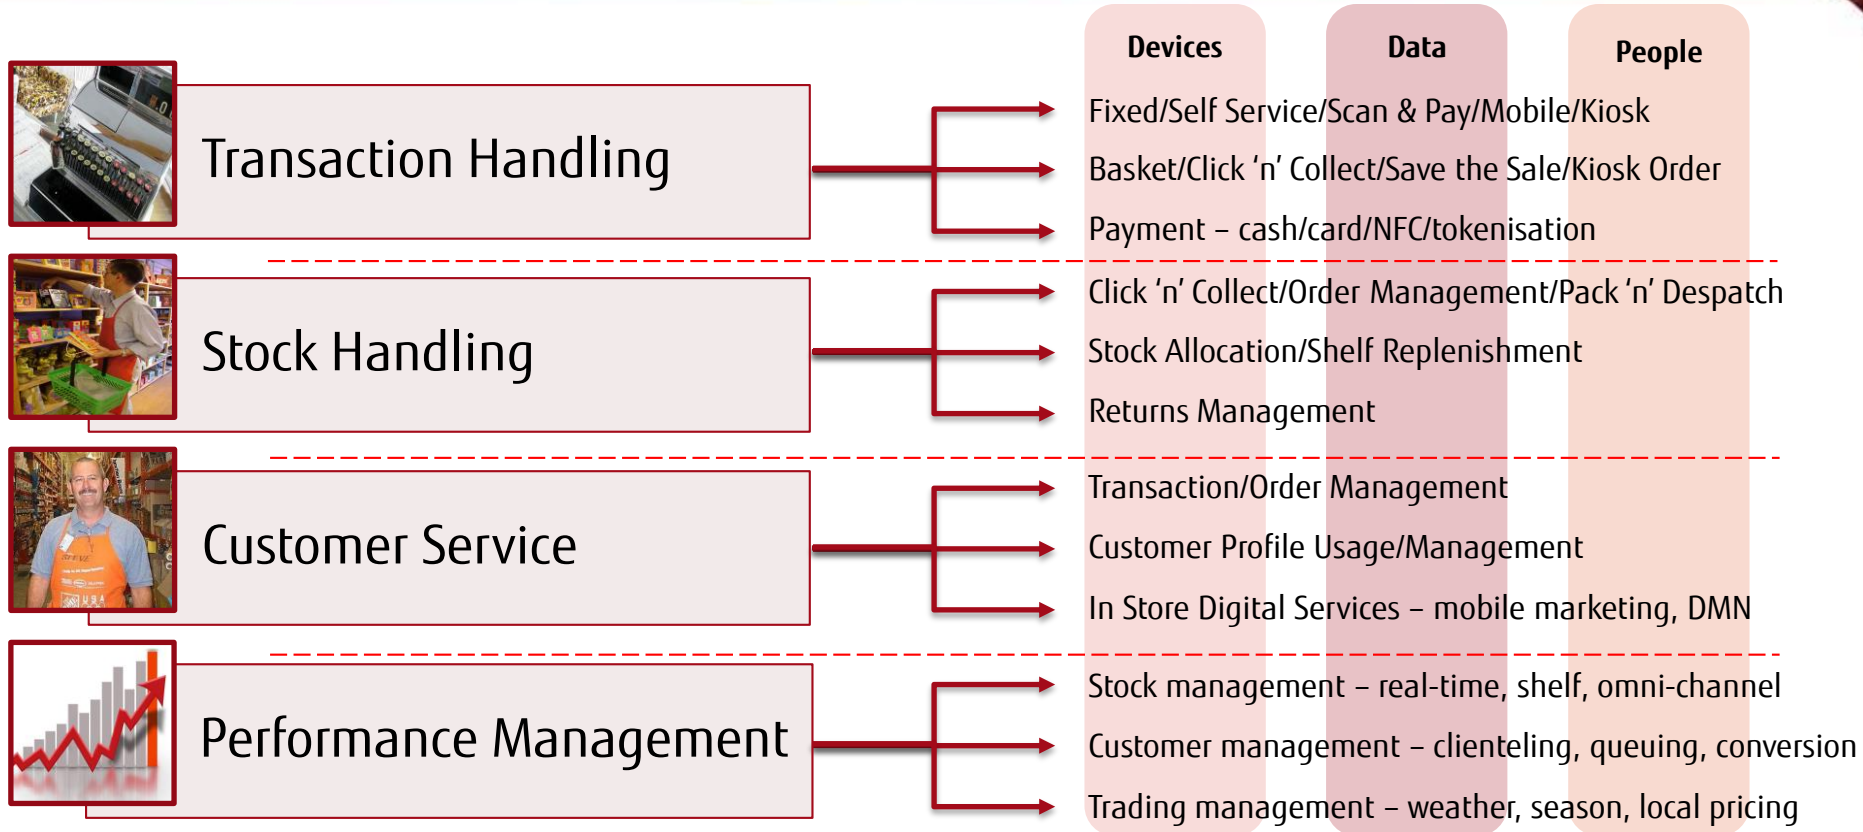 Devices
Data
People
Transaction Handling
Fixed/Self Service/Scan & Pay/Mobile/Kiosk
Basket/Click ‘n’ Collect/Save the Sale/Kiosk Order
Payment – cash/card/NFC/tokenisation
Stock Handling
Click ‘n’ Collect/Order Management/Pack ‘n’ Despatch
Stock Allocation/Shelf Replenishment
Returns Management
Customer Service
Transaction/Order Management
Customer Profile Usage/Management
In Store Digital Services – mobile marketing, DMN
Performance Management
Stock management – real-time, shelf, omni-channel
Customer management – clienteling, queuing, conversion
Trading management – weather, season, local pricing